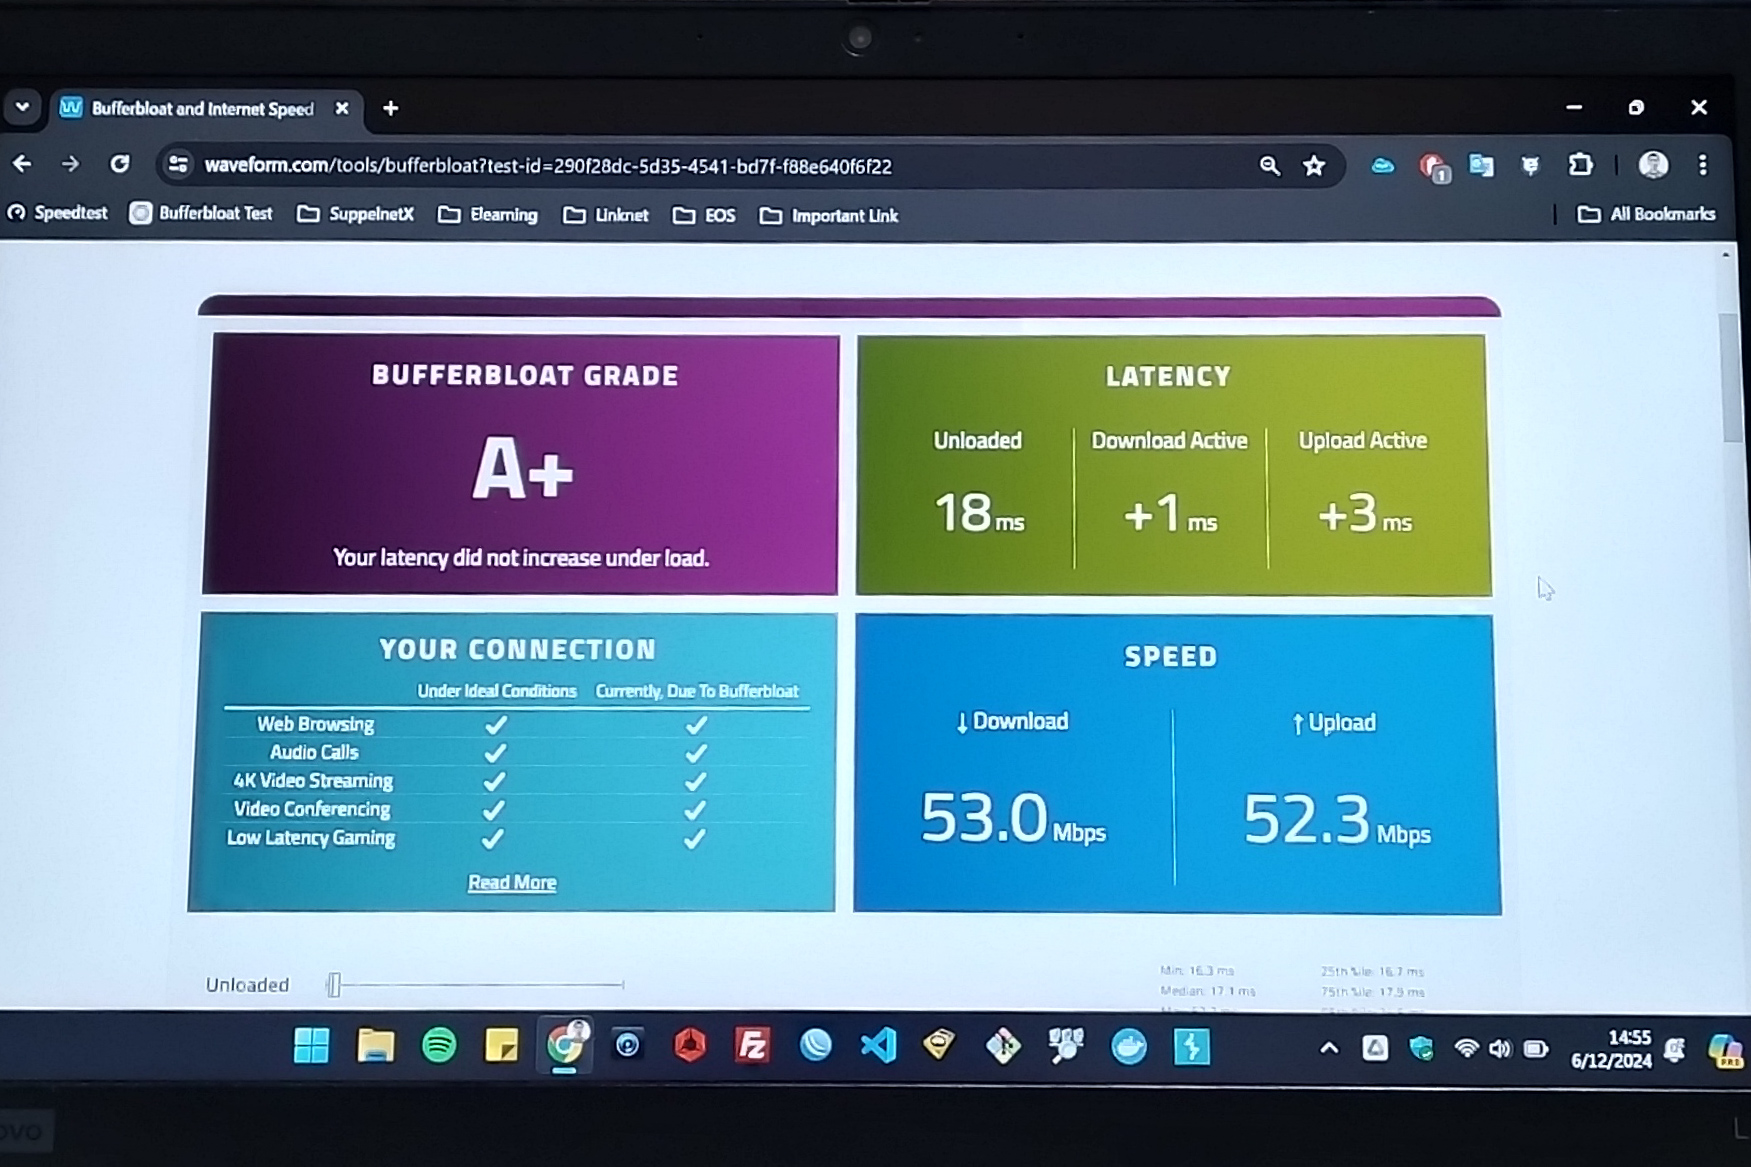 Bufferbloat and Internet Speed
waveform.com/tools/bufferbloat?test-id=290f28dc-5d35-4541-bd7f-f88e640f6f22
1
Speedtest Bufferbloat Test SuppelnetX Elearning Linknet EOS Important Link All Bookmarks
BUFFERBLOAT GRADE
A+
Your latency did not increase under load.
LATENCY
Unloaded Download Active Upload Active
18 ms +1 ms +3 ms
YOUR CONNECTION
Under Ideal Conditions Currently, Due To Bufferbloat
Web Browsing
Audio Calls
4K Video Streaming
Video Conferencing
Low Latency Gaming
Read More
SPEED
↓ Download ↑ Upload
53.0 Mbps 52.3 Mbps
Unloaded
Min: 16.3 ms 25th %ile: 16.7 ms
Median: 17.1 ms 75th %ile: 17.9 ms
Fz
14:55
6/12/2024
PRE